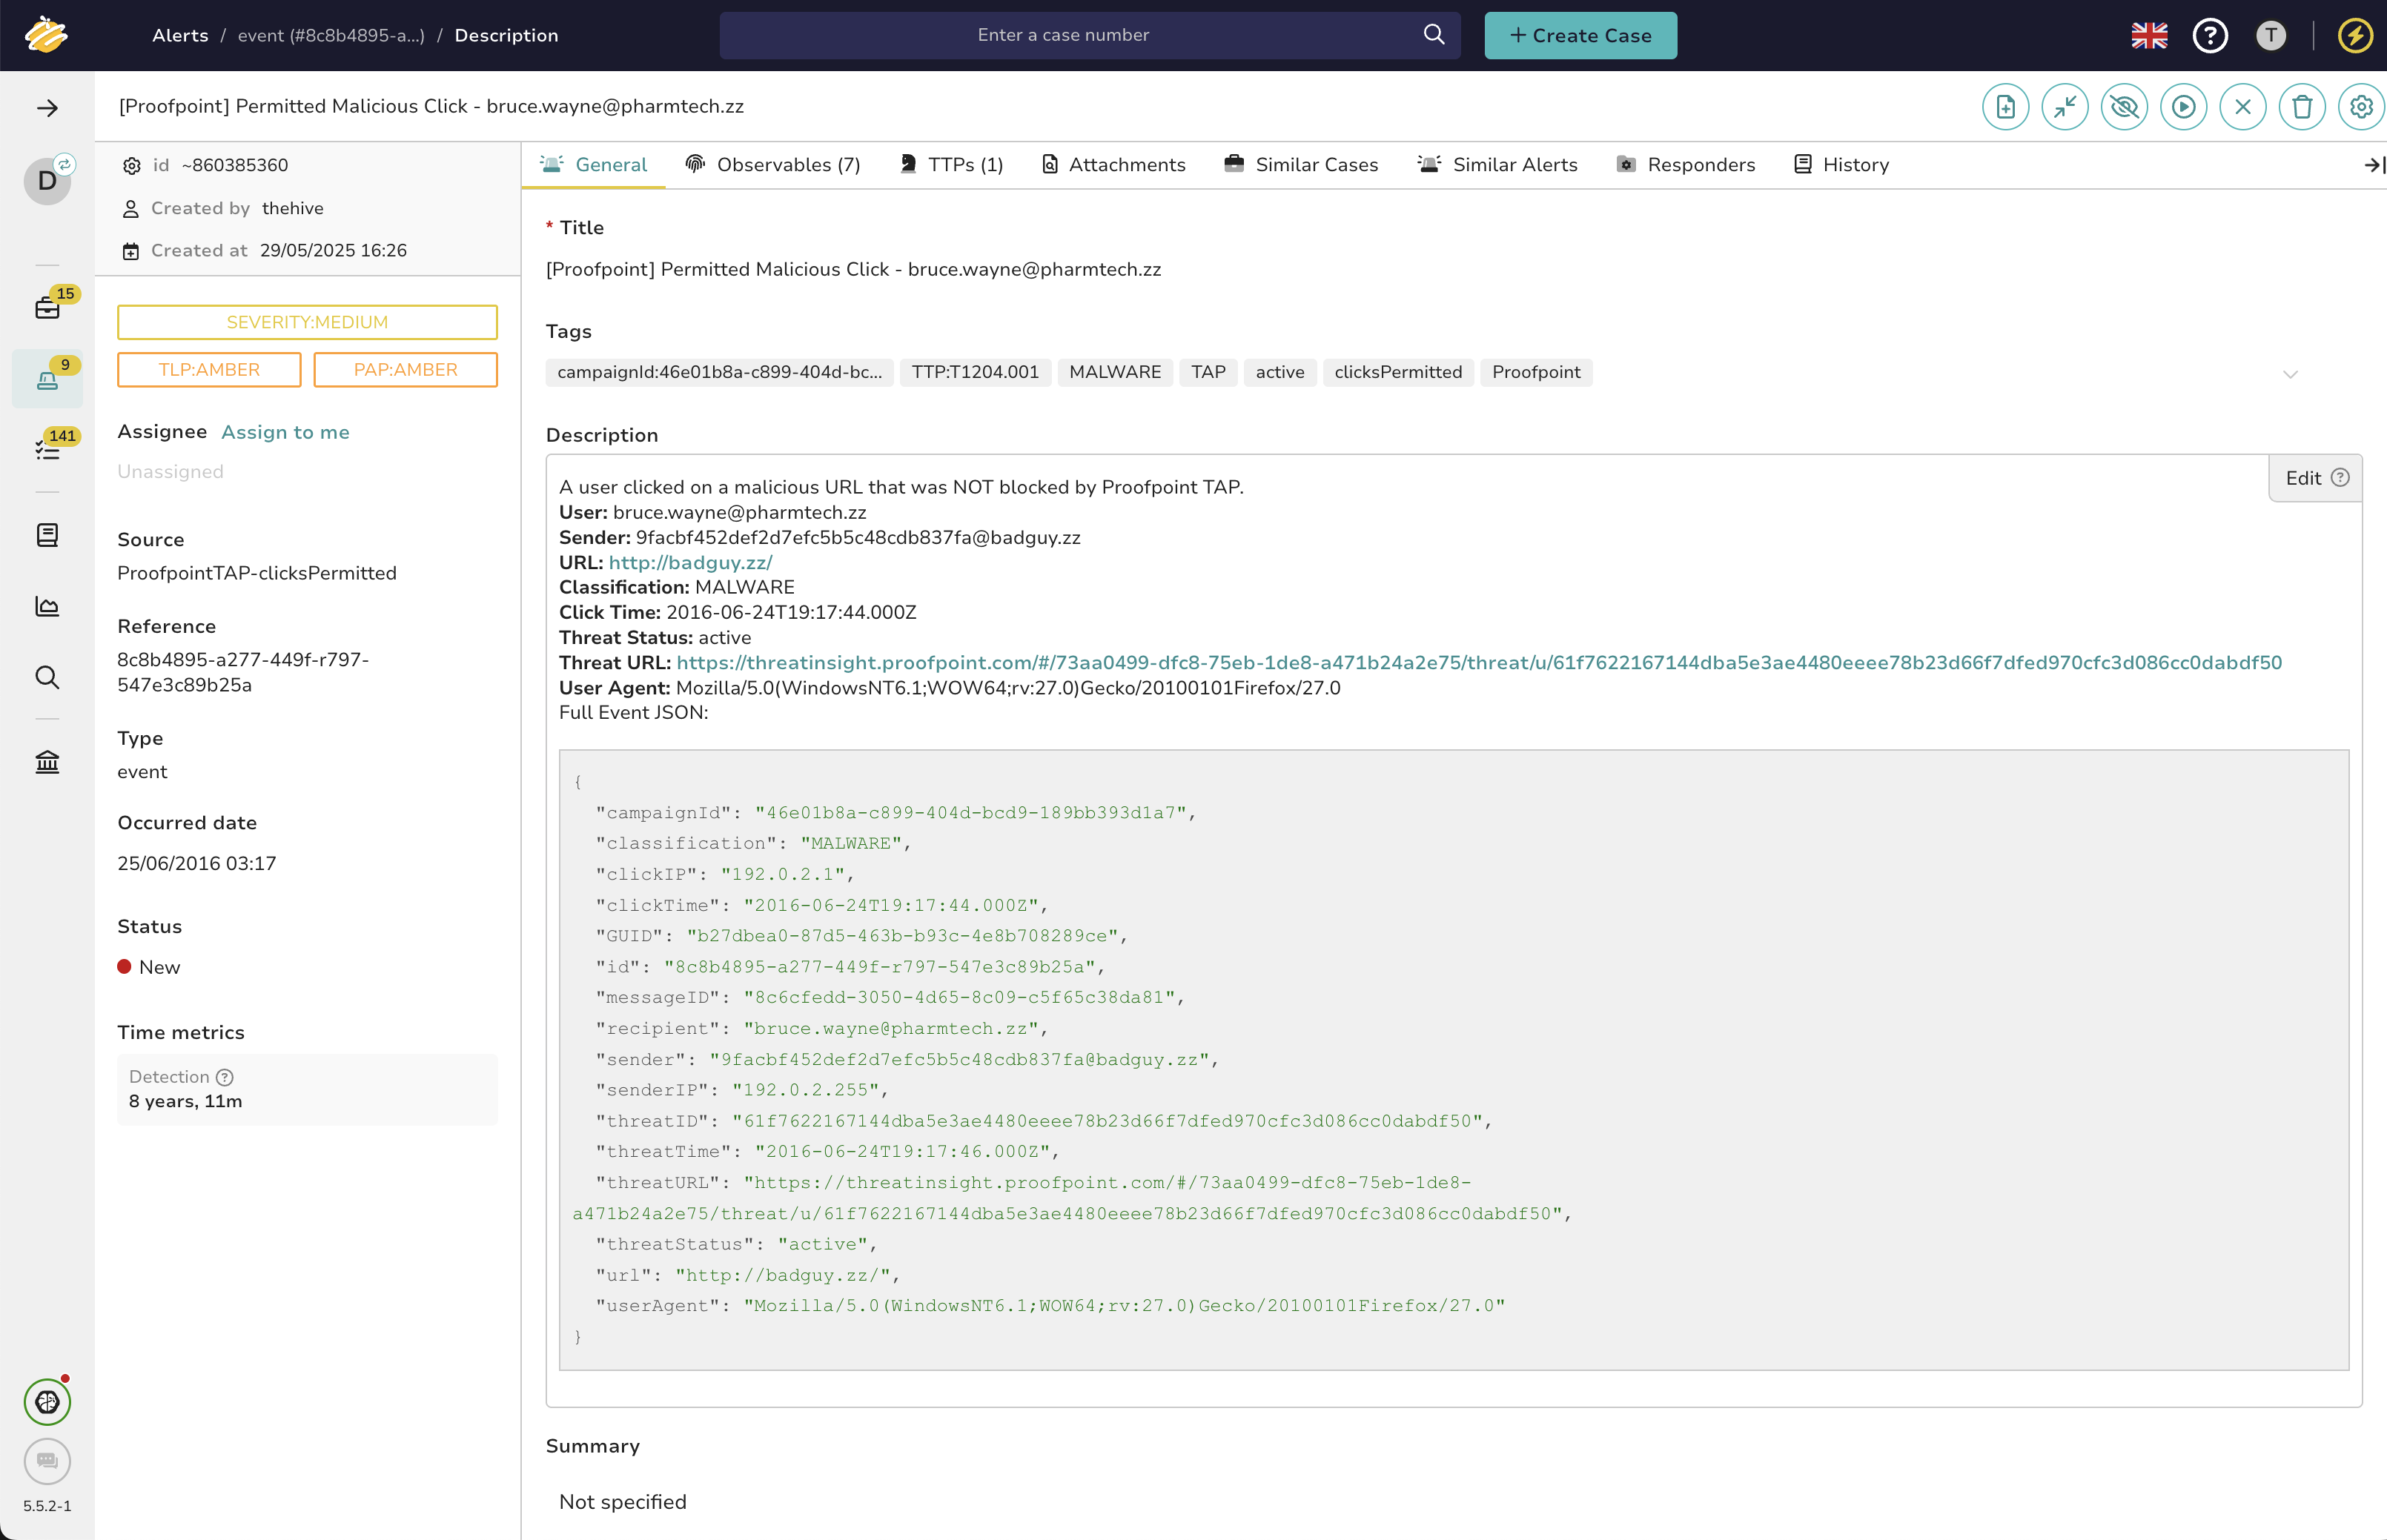 Alerts / event (#8c8b4895-a...) / Description
Enter a case number
+ Create Case
T
[Proofpoint] Permitted Malicious Click - bruce.wayne@pharmtech.zz
D
15
9
141
5.5.2-1
id ~860385360
Created by thehive
Created at 29/05/2025 16:26
SEVERITY:MEDIUM
TLP:AMBER PAP:AMBER
Assignee Assign to me
Unassigned
Source
ProofpointTAP-clicksPermitted
Reference
8c8b4895-a277-449f-r797-
547e3c89b25a
Type
event
Occurred date
25/06/2016 03:17
Status
New
Time metrics
Detection ?
8 years, 11m
General Observables (7) TTPs (1) Attachments Similar Cases Similar Alerts Responders History
* Title
[Proofpoint] Permitted Malicious Click - bruce.wayne@pharmtech.zz
Tags
campaignId:46e01b8a-c899-404d-bc... TTP:T1204.001 MALWARE TAP active clicksPermitted Proofpoint
Description
Edit ?
A user clicked on a malicious URL that was NOT blocked by Proofpoint TAP.
User: bruce.wayne@pharmtech.zz
Sender: 9facbf452def2d7efc5b5c48cdb837fa@badguy.zz
URL: http://badguy.zz/
Classification: MALWARE
Click Time: 2016-06-24T19:17:44.000Z
Threat Status: active
Threat URL: https://threatinsight.proofpoint.com/#/73aa0499-dfc8-75eb-1de8-a471b24a2e75/threat/u/61f7622167144dba5e3ae4480eeee78b23d66f7dfed970cfc3d086cc0dabdf50
User Agent: Mozilla/5.0(WindowsNT6.1;WOW64;rv:27.0)Gecko/20100101Firefox/27.0
Full Event JSON:
{
"campaignId": "46e01b8a-c899-404d-bcd9-189bb393d1a7",
"classification": "MALWARE",
"clickIP": "192.0.2.1",
"clickTime": "2016-06-24T19:17:44.000Z",
"GUID": "b27dbea0-87d5-463b-b93c-4e8b708289ce",
"id": "8c8b4895-a277-449f-r797-547e3c89b25a",
"messageID": "8c6cfedd-3050-4d65-8c09-c5f65c38da81",
"recipient": "bruce.wayne@pharmtech.zz",
"sender": "9facbf452def2d7efc5b5c48cdb837fa@badguy.zz",
"senderIP": "192.0.2.255",
"threatID": "61f7622167144dba5e3ae4480eeee78b23d66f7dfed970cfc3d086cc0dabdf50",
"threatTime": "2016-06-24T19:17:46.000Z",
"threatURL": "https://threatinsight.proofpoint.com/#/73aa0499-dfc8-75eb-1de8-
a471b24a2e75/threat/u/61f7622167144dba5e3ae4480eeee78b23d66f7dfed970cfc3d086cc0dabdf50",
"threatStatus": "active",
"url": "http://badguy.zz/",
"userAgent": "Mozilla/5.0(WindowsNT6.1;WOW64;rv:27.0)Gecko/20100101Firefox/27.0"
}
Summary
Not specified